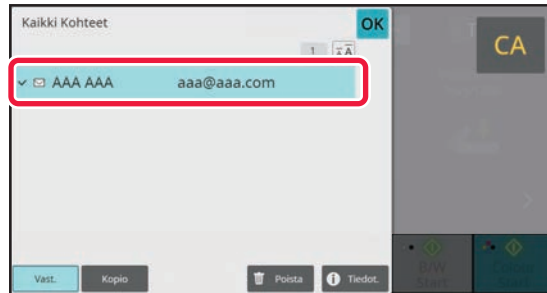 Kaikki Kohteet
OK
CA
1
AAA AAA aaa@aaa.com
Vast.
Kopio
Poista
Tiedot.
B/W
Start
Colour
Start